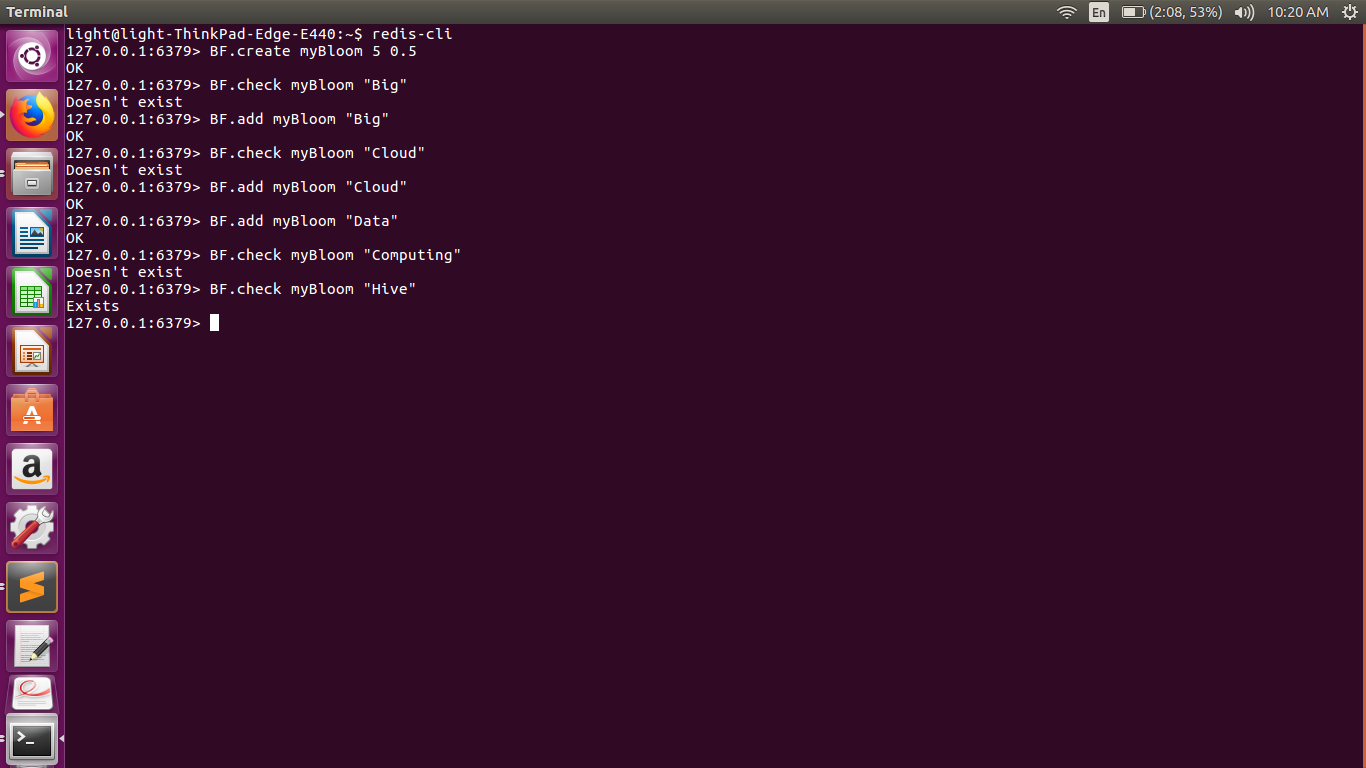 Terminal
En
(2:08, 53%)
10:20 AM
light@light-ThinkPad-Edge-E440:~$ redis-cli
127.0.0.1:6379> BF.create myBloom 5 0.5
OK
127.0.0.1:6379> BF.check myBloom "Big"
Doesn't exist
127.0.0.1:6379> BF.add myBloom "Big"
OK
127.0.0.1:6379> BF.check myBloom "Cloud"
Doesn't exist
127.0.0.1:6379> BF.add myBloom "Cloud"
OK
127.0.0.1:6379> BF.add myBloom "Data"
OK
127.0.0.1:6379> BF.check myBloom "Computing"
Doesn't exist
127.0.0.1:6379> BF.check myBloom "Hive"
Exists
127.0.0.1:6379>